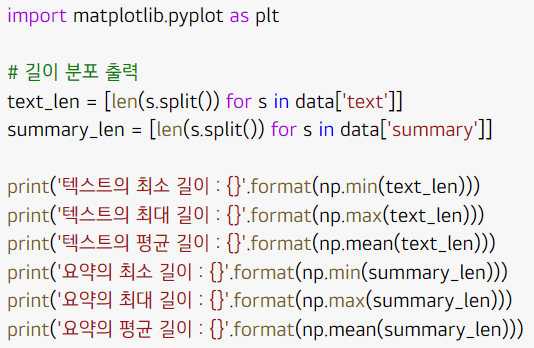 import matplotlib.pyplot as plt

# 길이 분포 출력
text_len = [len(s.split()) for s in data['text']]
summary_len = [len(s.split()) for s in data['summary']]

print('텍스트의 최소 길이 : {}'.format(np.min(text_len)))
print('텍스트의 최대 길이 : {}'.format(np.max(text_len)))
print('텍스트의 평균 길이 : {}'.format(np.mean(text_len)))
print('요약의 최소 길이 : {}'.format(np.min(summary_len)))
print('요약의 최대 길이 : {}'.format(np.max(summary_len)))
print('요약의 평균 길이 : {}'.format(np.mean(summary_len)))